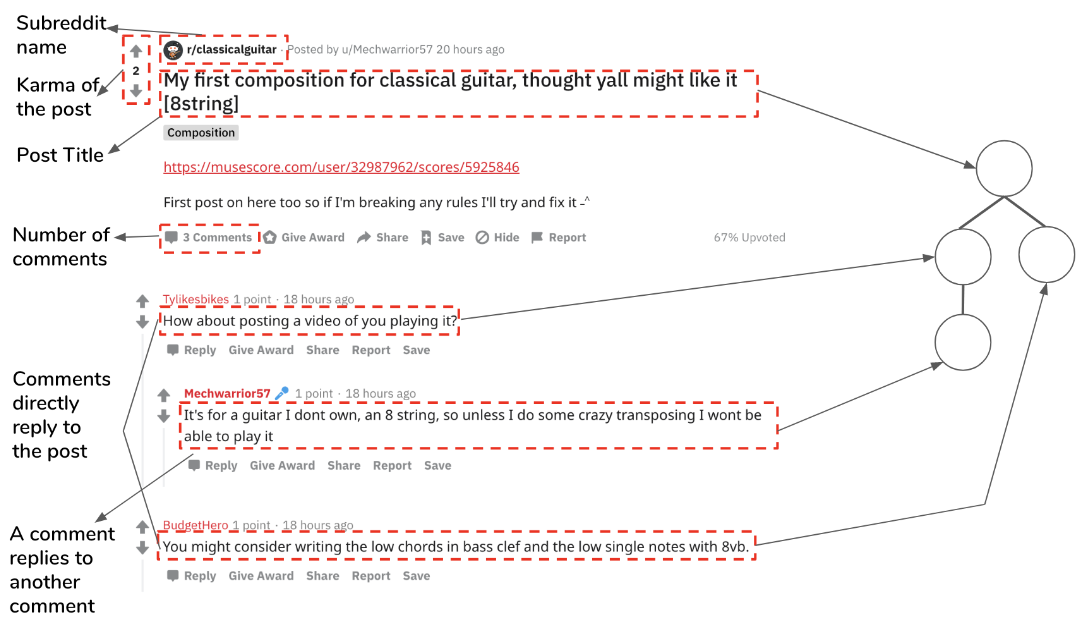 Subreddit
name
r/classicalguitar · Posted by u/Mechwarrior57 20 hours ago
2
Karma of
the post
My first composition for classical guitar, thought yall might like it
[8string]
Post Title
Composition
https://musescore.com/user/32987962/scores/5925846
First post on here too so if I'm breaking any rules I'll try and fix it -^
Number of
comments
3 Comments Give Award Share Save Hide Report 67% Upvoted
Tylikesbikes 1 point · 18 hours ago
How about posting a video of you playing it?
Reply Give Award Share Report Save
Comments
directly
reply to
the post
Mechwarrior57 1 point · 18 hours ago
It's for a guitar I dont own, an 8 string, so unless I do some crazy transposing I wont be
able to play it
Reply Give Award Share Report Save
A comment
replies to
another
comment
BudgetHero 1 point · 18 hours ago
You might consider writing the low chords in bass clef and the low single notes with 8vb.
Reply Give Award Share Report Save